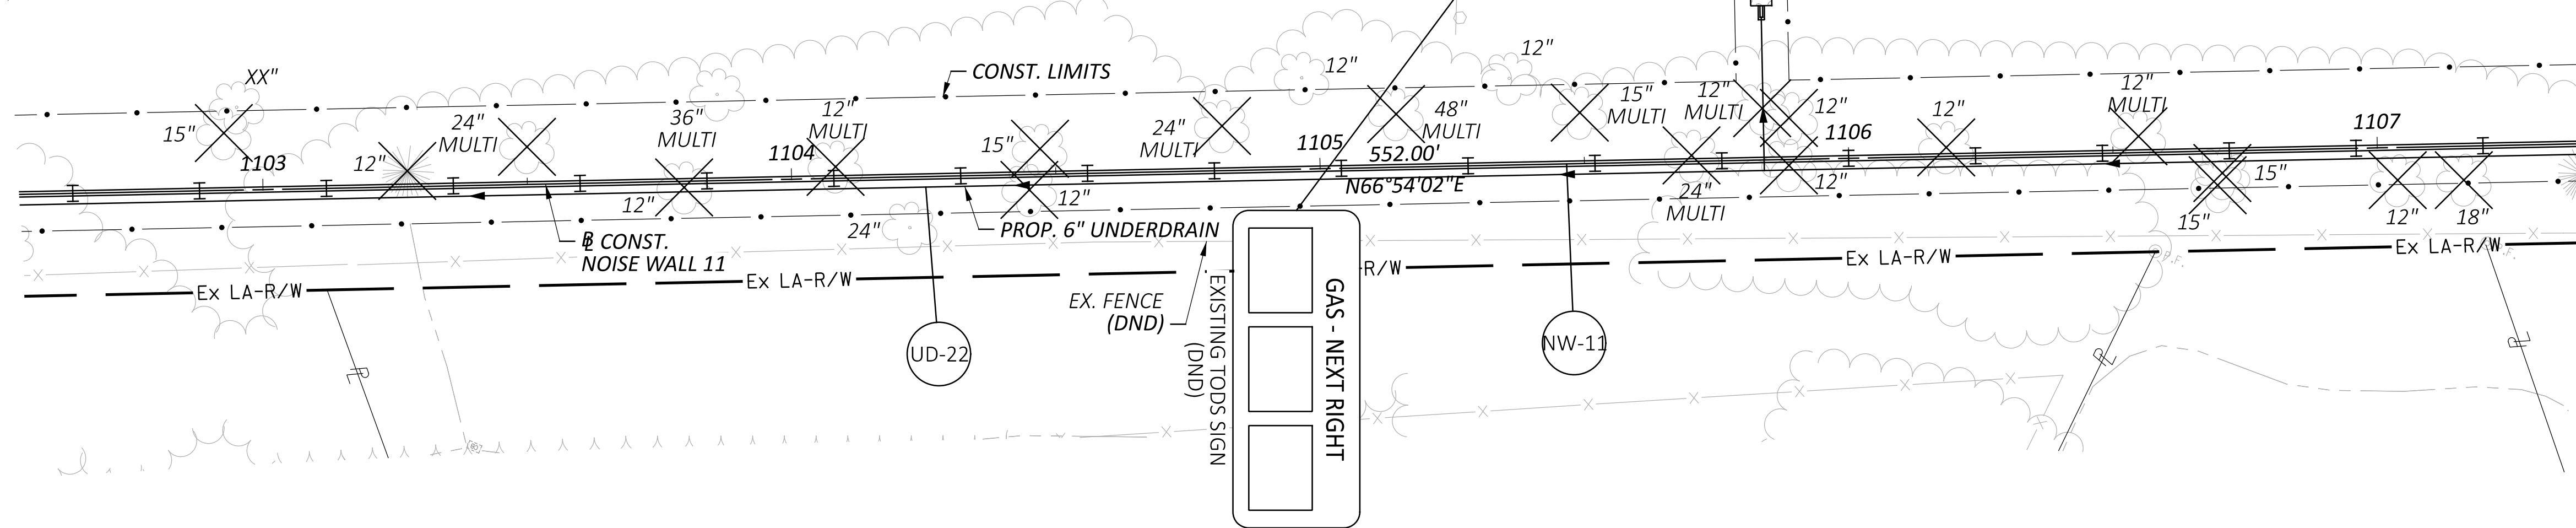 XX"
15"
1103
12"
24"
MULTI
36"
MULTI
12"
MULTI
1104
CONST. LIMITS
15"
24"
MULTI
12"
1105
48"
MULTI
552.00'
N66°54'02"E
12"
15"
MULTI
12"
MULTI
12"
1106
12"
12"
MULTI
1107
12"
24"
12"
12"
24"
MULTI
15"
15"
12"
18"
PROP. 6" UNDERDRAIN
B CONST.
NOISE WALL 11
Ex LA-R/W
Ex LA-R/W
-R/W
Ex LA-R/W
Ex LA-R/W
EX. FENCE
(DND)
EXISTING TODS SIGN
(DND)
GAS - NEXT RIGHT
UD-22
NW-11
PL
PL
PL